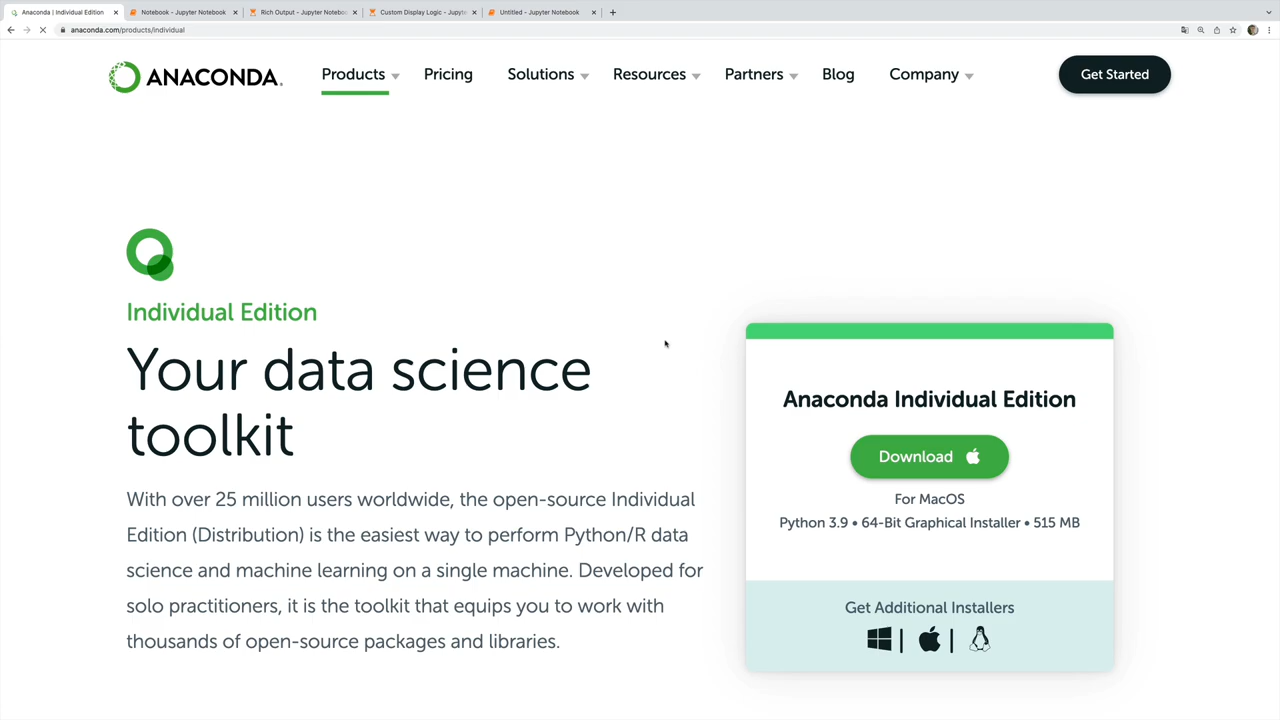 Anaconda | Individual Edition
Notebook - Jupyter Notebook
Rich Output - Jupyter Noteboo
Custom Display Logic - Jupyte
Untitled - Jupyter Notebook
anaconda.com/products/individual
ANACONDA.
Products
Pricing
Solutions
Resources
Partners
Blog
Company
Get Started
Individual Edition
Your data science
toolkit
With over 25 million users worldwide, the open-source Individual
Edition (Distribution) is the easiest way to perform Python/R data
science and machine learning on a single machine. Developed for
solo practitioners, it is the toolkit that equips you to work with
thousands of open-source packages and libraries.
Anaconda Individual Edition
Download
For MacOS
Python 3.9 • 64-Bit Graphical Installer • 515 MB
Get Additional Installers